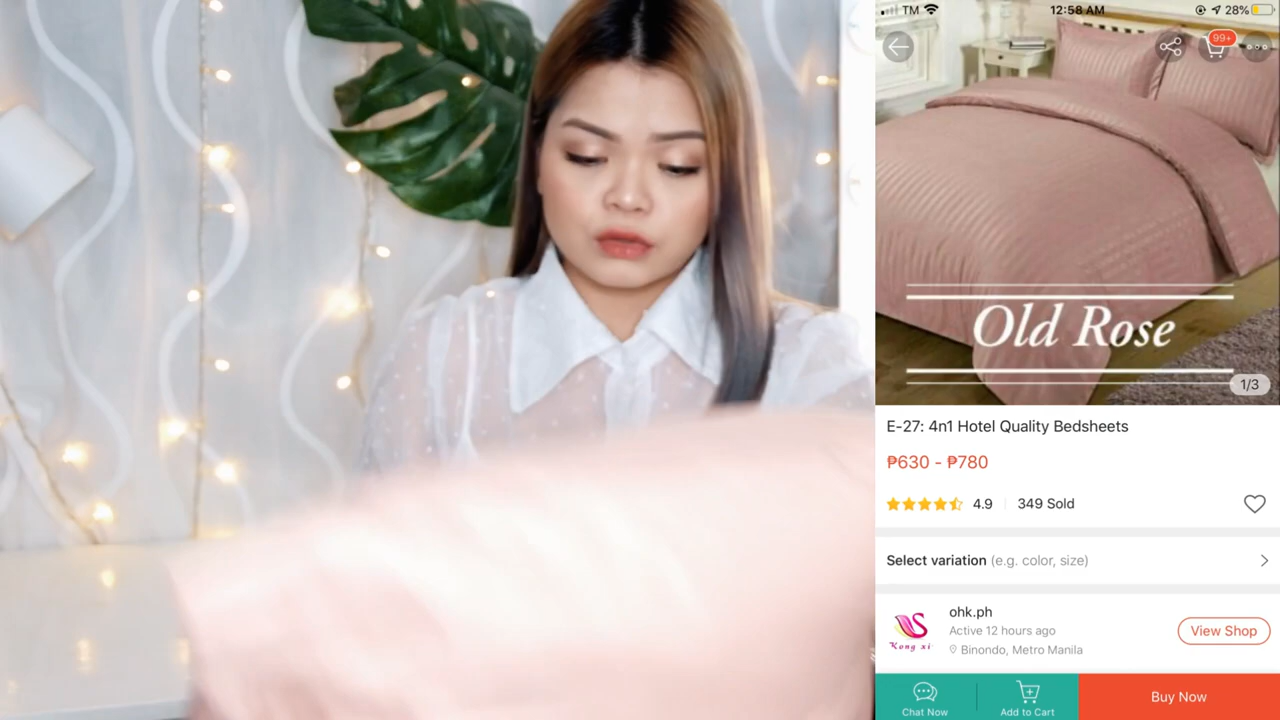 TM
12:58 AM
28%
99+
Old Rose
1/3
E-27: 4n1 Hotel Quality Bedsheets
₱630 - ₱780
4.9
349 Sold
Select variation (e.g. color, size)
ohk.ph
Active 12 hours ago
Kong xi
Binondo, Metro Manila
View Shop
Chat Now
Add to Cart
Buy Now